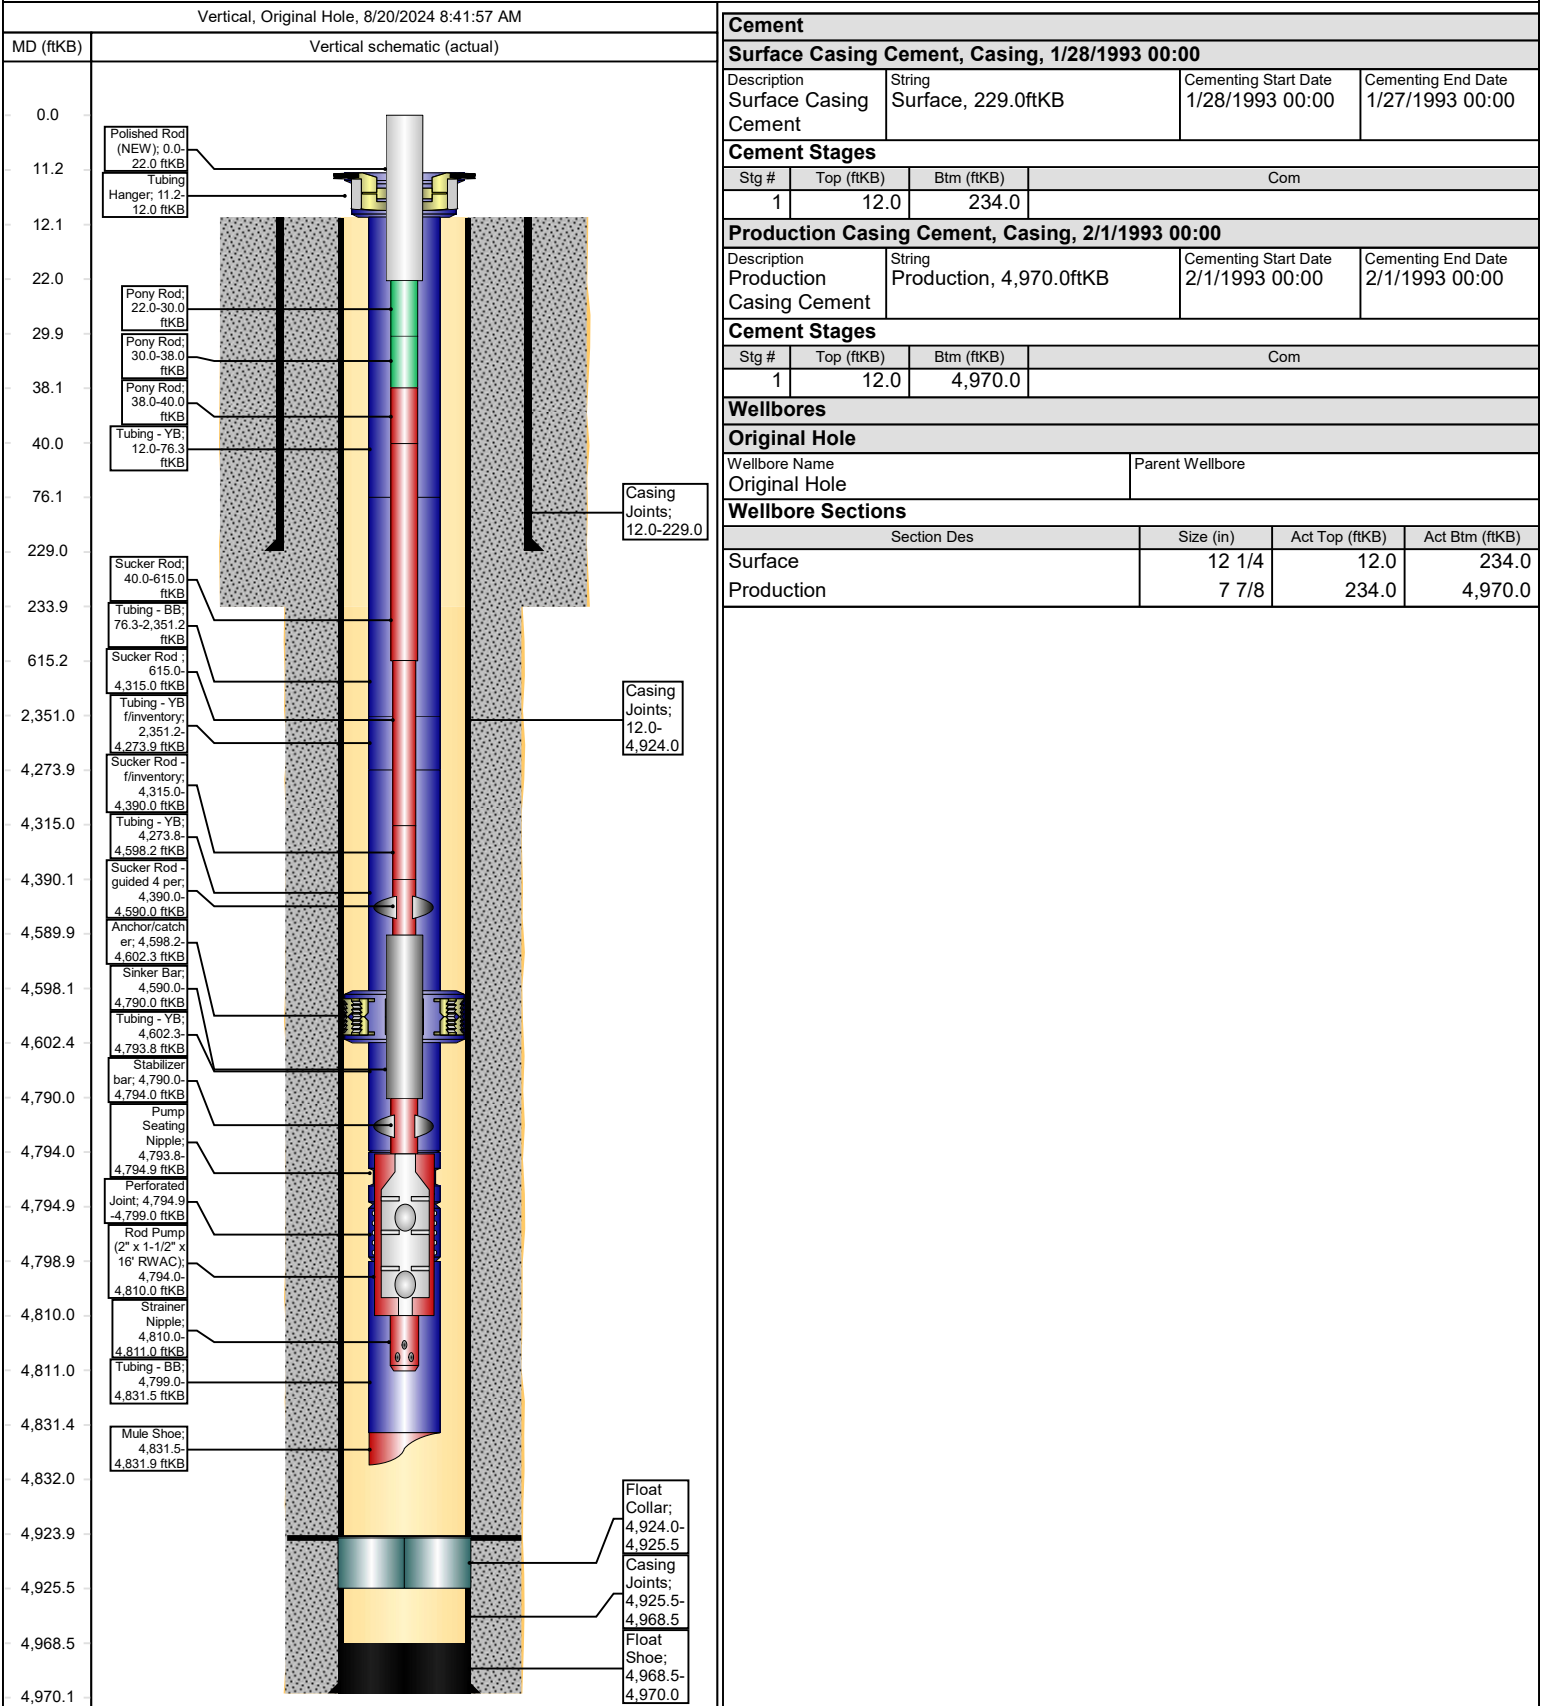 Vertical, Original Hole, 8/20/2024 8:41:57 AM
MD (ftKB)
Vertical schematic (actual)
0.0
11.2
12.1
22.0
29.9
38.1
40.0
76.1
229.0
233.9
615.2
2,351.0
4,273.9
4,315.0
4,390.1
4,589.9
4,598.1
4,602.4
4,790.0
4,794.0
4,794.9
4,798.9
4,810.0
4,811.0
4,831.4
4,832.0
4,923.9
4,925.5
4,968.5
4,970.1
Polished Rod
(NEW); 0.0-
22.0 ftKB
Tubing
Hanger; 11.2-
12.0 ftKB
Pony Rod;
22.0-30.0
ftKB
Pony Rod;
30.0-38.0
ftKB
Pony Rod;
38.0-40.0
ftKB
Tubing - YB;
12.0-76.3
ftKB
Sucker Rod;
40.0-615.0
ftKB
Tubing - BB;
76.3-2,351.2
ftKB
Sucker Rod ;
615.0-
4,315.0 ftKB
Tubing - YB
f/inventory;
2,351.2-
4,273.9 ftKB
Sucker Rod -
f/inventory;
4,315.0-
4,390.0 ftKB
Tubing - YB;
4,273.8-
4,598.2 ftKB
Sucker Rod -
guided 4 per;
4,390.0-
4,590.0 ftKB
Anchor/catch
er; 4,598.2-
4,602.3 ftKB
Sinker Bar;
4,590.0-
4,790.0 ftKB
Tubing - YB;
4,602.3-
4,793.8 ftKB
Stabilizer
bar; 4,790.0-
4,794.0 ftKB
Pump
Seating
Nipple;
4,793.8-
4,794.9 ftKB
Perforated
Joint; 4,794.9
-4,799.0 ftKB
Rod Pump
(2" x 1-1/2" x
16' RWAC);
4,794.0-
4,810.0 ftKB
Strainer
Nipple;
4,810.0-
4,811.0 ftKB
Tubing - BB;
4,799.0-
4,831.5 ftKB
Mule Shoe;
4,831.5-
4,831.9 ftKB
Casing
Joints;
12.0-229.0
Casing
Joints;
12.0-
4,924.0
Float
Collar;
4,924.0-
4,925.5
Casing
Joints;
4,925.5-
4,968.5
Float
Shoe;
4,968.5-
4,970.0
Cement
Surface Casing Cement, Casing, 1/28/1993 00:00
Description String Cementing Start Date Cementing End Date
Surface Casing Surface, 229.0ftKB 1/28/1993 00:00 1/27/1993 00:00
Cement
Cement Stages
Stg # Top (ftKB) Btm (ftKB) Com
1 12.0 234.0
Production Casing Cement, Casing, 2/1/1993 00:00
Description String Cementing Start Date Cementing End Date
Production Production, 4,970.0ftKB 2/1/1993 00:00 2/1/1993 00:00
Casing Cement
Cement Stages
Stg # Top (ftKB) Btm (ftKB) Com
1 12.0 4,970.0
Wellbores
Original Hole
Wellbore Name Parent Wellbore
Original Hole
Wellbore Sections
Section Des Size (in) Act Top (ftKB) Act Btm (ftKB)
Surface 12 1/4 12.0 234.0
Production 7 7/8 234.0 4,970.0